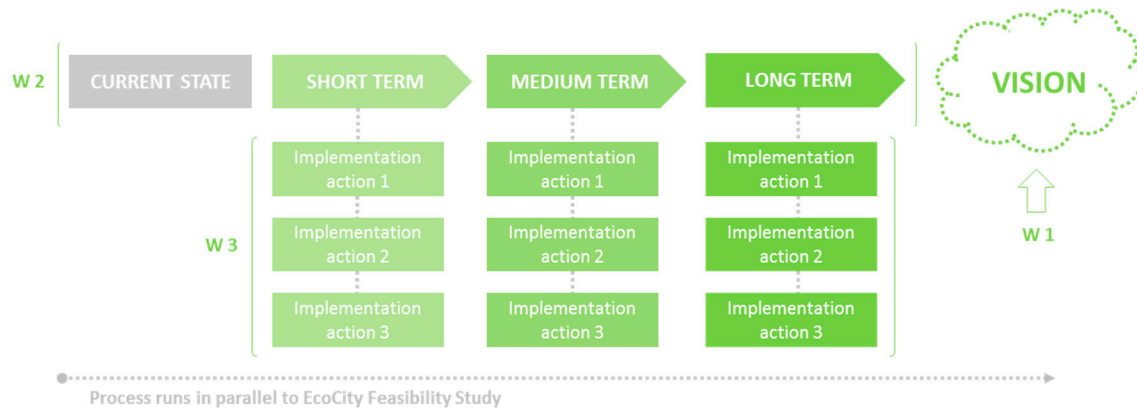 W 2
CURRENT STATE
SHORT TERM
MEDIUM TERM
LONG TERM
VISION
Implementation
action 1
Implementation
action 1
Implementation
action 1
W 1
W 3
Implementation
action 2
Implementation
action 2
Implementation
action 2
Implementation
action 3
Implementation
action 3
Implementation
action 3
Process runs in parallel to EcoCity Feasibility Study